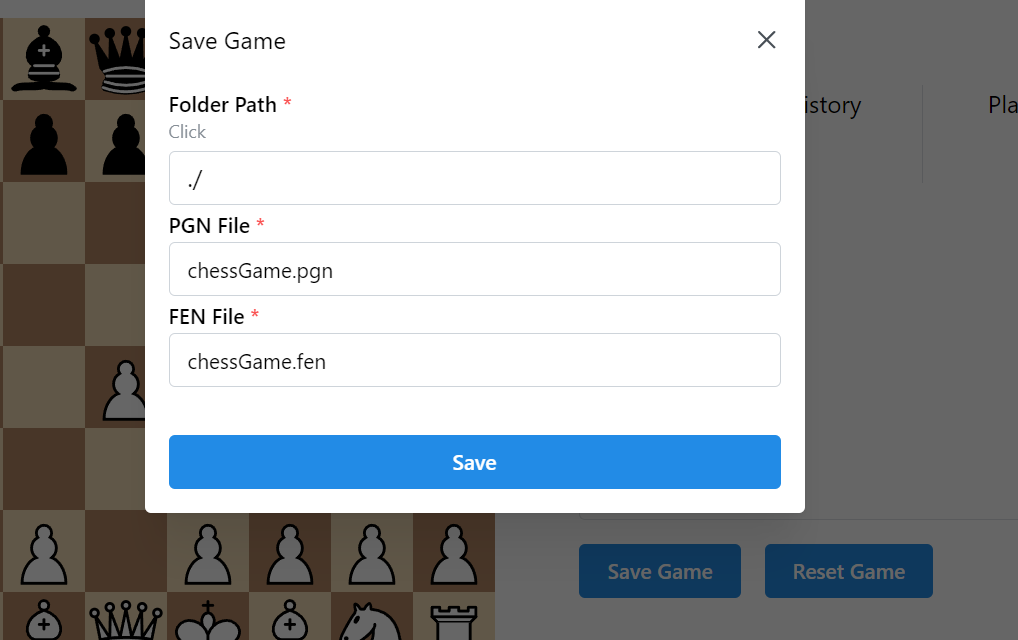 Save Game
Folder Path *
Click
./
PGN File *
chessGame.pgn
FEN File *
chessGame.fen
Save
istory
Pla
Save Game
Reset Game